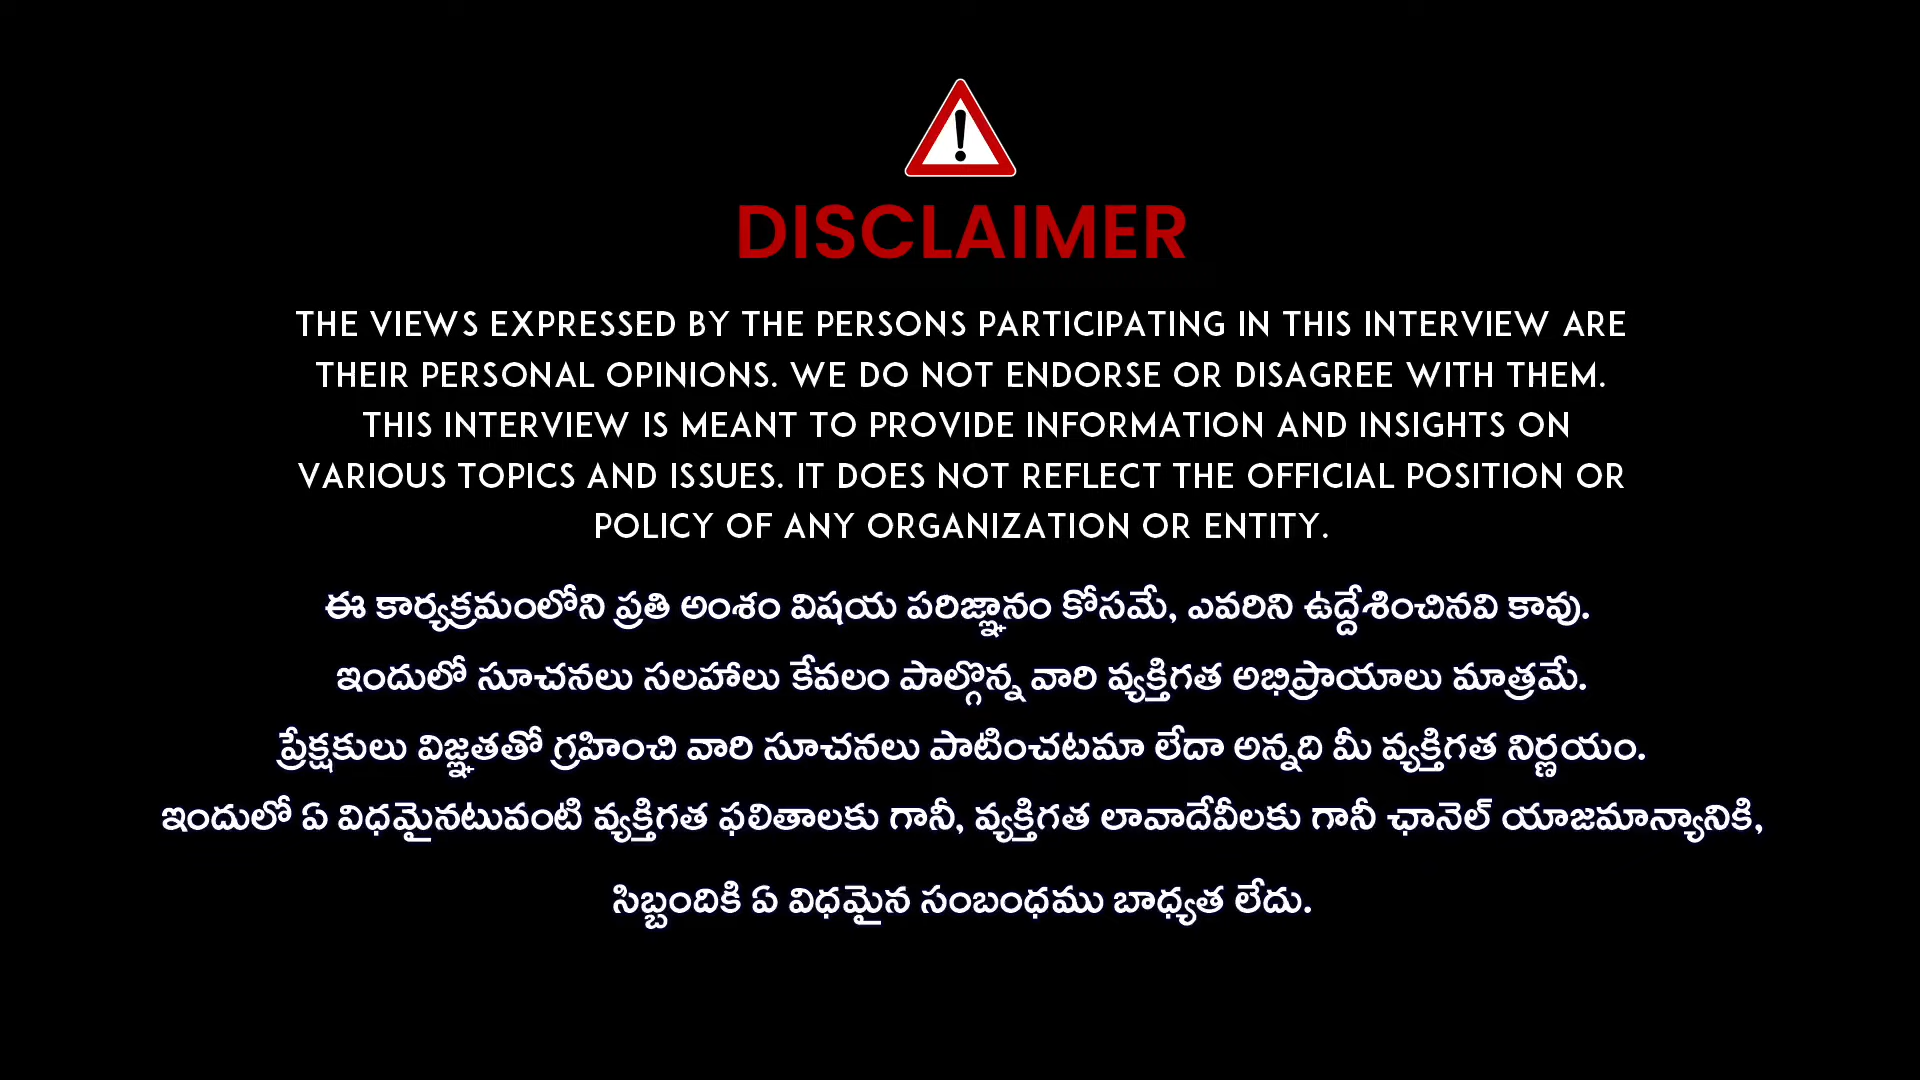 DISCLAIMER
THE VIEWS EXPRESSED BY THE PERSONS PARTICIPATING IN THIS INTERVIEW ARE
THEIR PERSONAL OPINIONS. WE DO NOT ENDORSE OR DISAGREE WITH THEM.
THIS INTERVIEW IS MEANT TO PROVIDE INFORMATION AND INSIGHTS ON
VARIOUS TOPICS AND ISSUES. IT DOES NOT REFLECT THE OFFICIAL POSITION OR
POLICY OF ANY ORGANIZATION OR ENTITY.
ఈ కార్యక్రమంలోని ప్రతి అంశం విషయ పరిజ్ఞానం కోసమే, ఎవరిని ఉద్దేశించినవి కావు.
ఇందులో సూచనలు సలహాలు కేవలం పాల్గొన్న వారి వ్యక్తిగత అభిప్రాయాలు మాత్రమే.
ప్రేక్షకులు విజ్ఞతతో గ్రహించి వారి సూచనలు పాటించటమా లేదా అన్నది మీ వ్యక్తిగత నిర్ణయం.
ఇందులో ఏ విధమైనటువంటి వ్యక్తిగత ఫలితాలకు గానీ, వ్యక్తిగత లావాదేవీలకు గానీ ఛానెల్ యాజమాన్యానికి,
సిబ్బందికి ఏ విధమైన సంబంధము బాధ్యత లేదు.